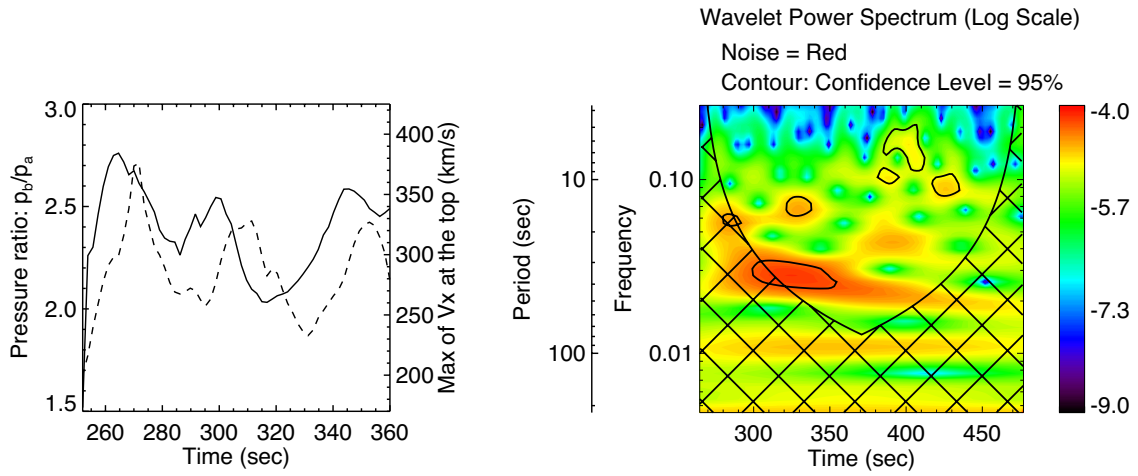 Wavelet Power Spectrum (Log Scale)
Noise = Red
Contour: Confidence Level = 95%
3.0
2.5
2.0
1.5
Pressure ratio: p_b/p_a
260 280 300 320 340 360
Time (sec)
400
350
300
250
200
Max of Vx at the top (km/s)
Period (sec)
10
100
Frequency
0.10
0.01
300 350 400 450
Time (sec)
-4.0
-5.7
-7.3
-9.0